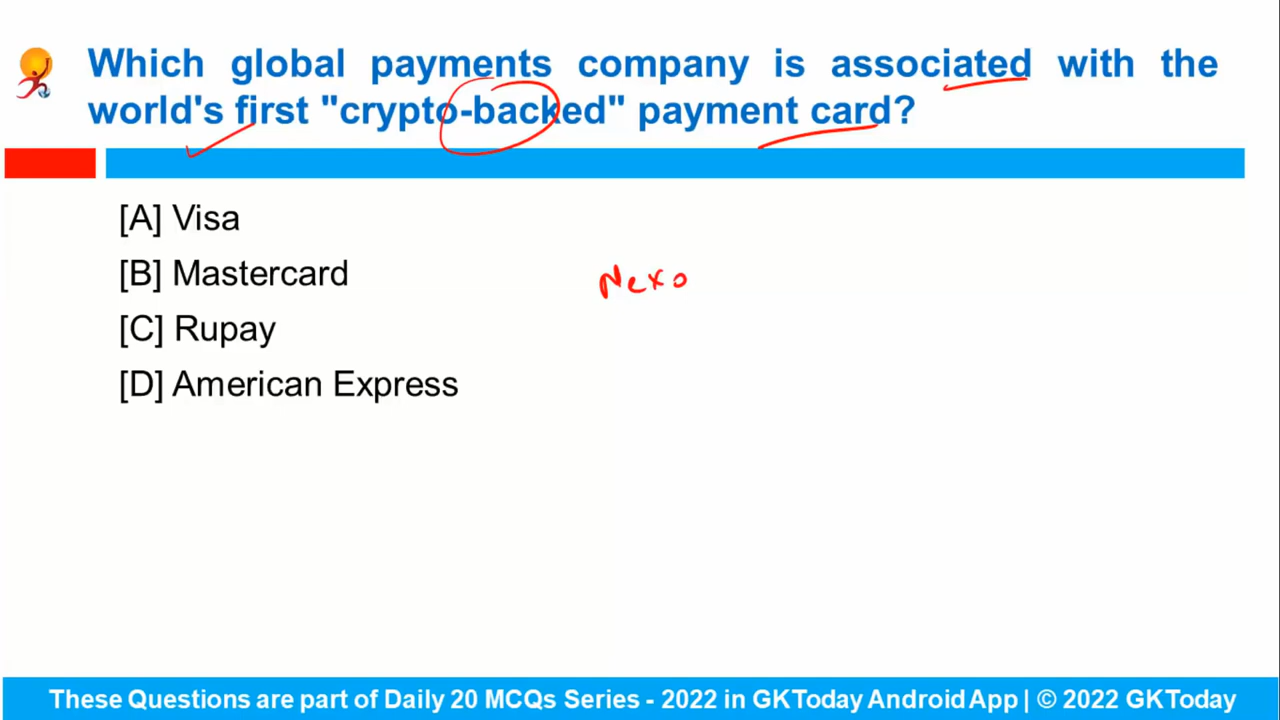 Which global payments company is associated with the
world's first "crypto-backed" payment card?
[A] Visa
[B] Mastercard
Nexo
[C] Rupay
[D] American Express
These Questions are part of Daily 20 MCQs Series - 2022 in GKToday Android App | © 2022 GKToday